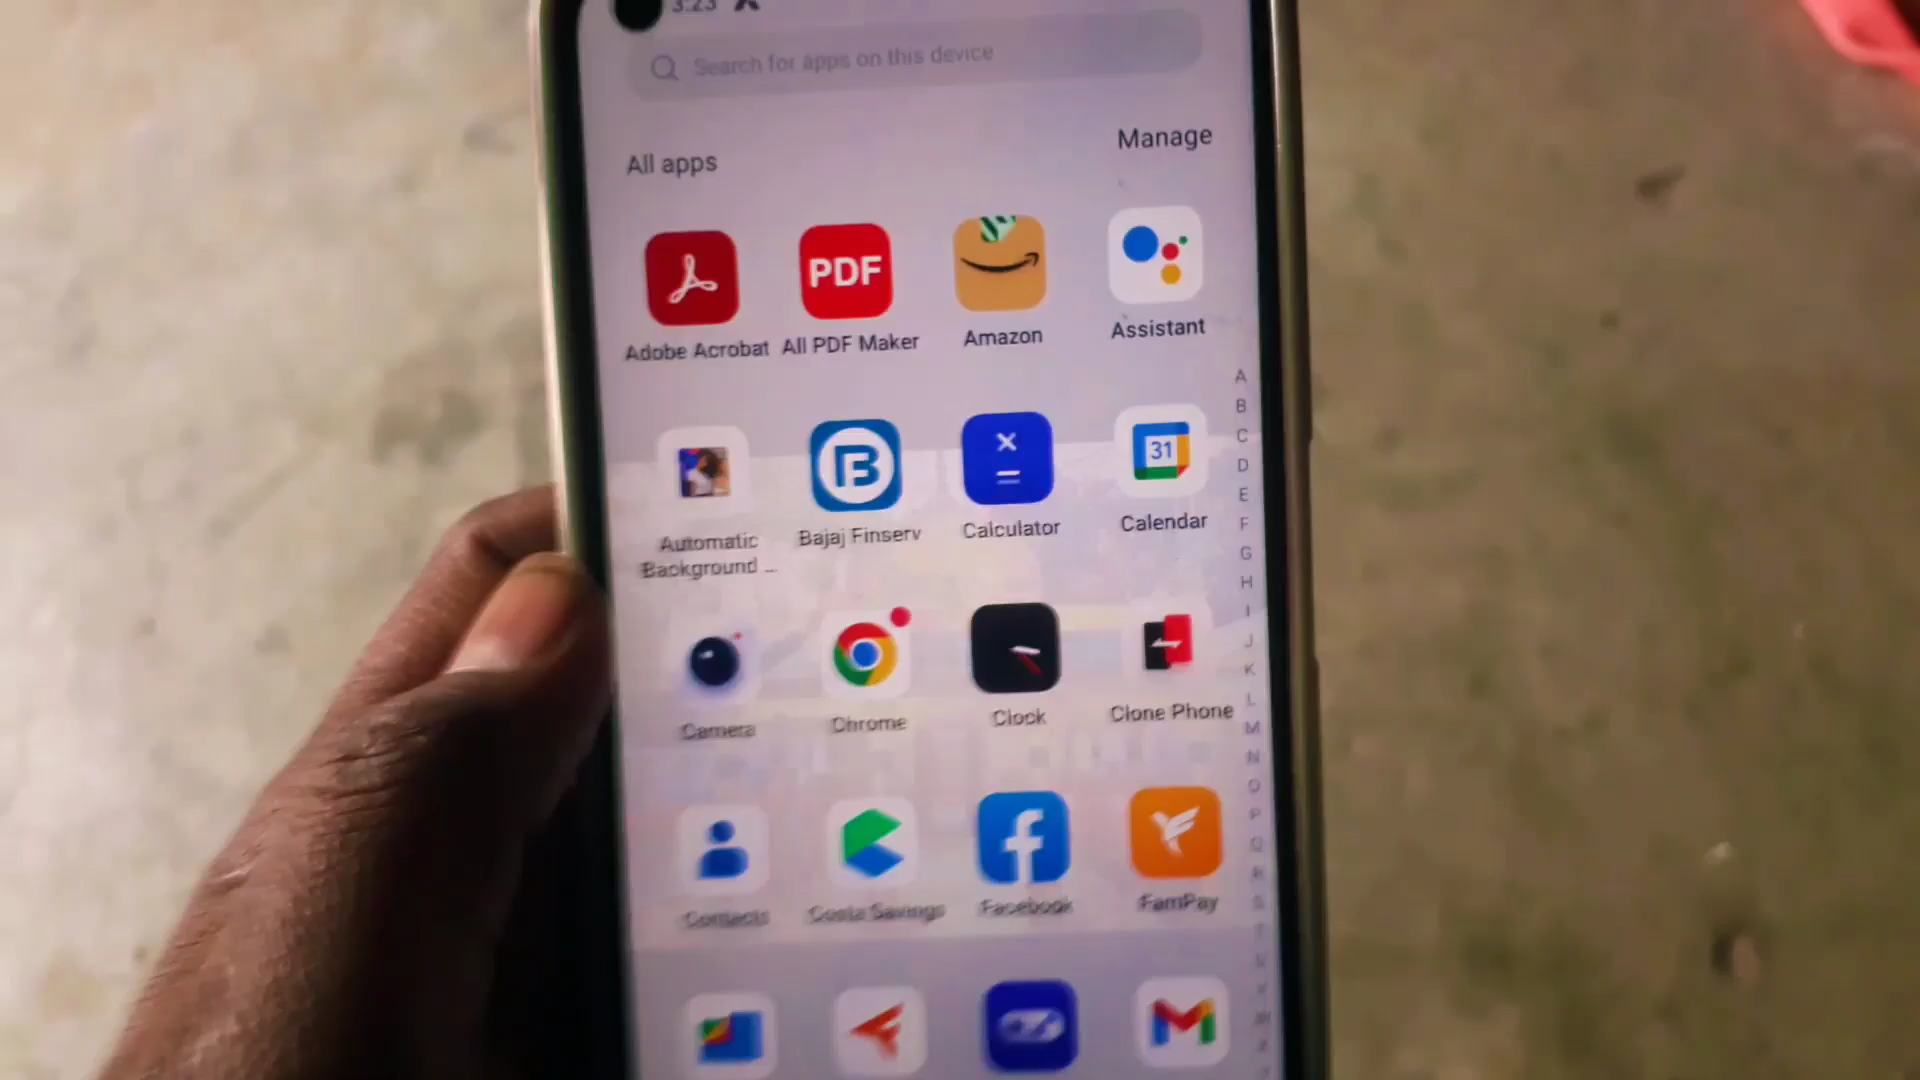 3:23
Search for apps on this device
Manage
All apps
PDF
Adobe Acrobat All PDF Maker Amazon Assistant
31
Automatic Background ... Bajaj Finserv Calculator Calendar
Camera Chrome Clock Clone Phone
Contacts Costa Savings Facebook FamPay
A
B
C
D
E
F
G
H
I
J
K
L
M
N
O
P
Q
R
S
T
U
V